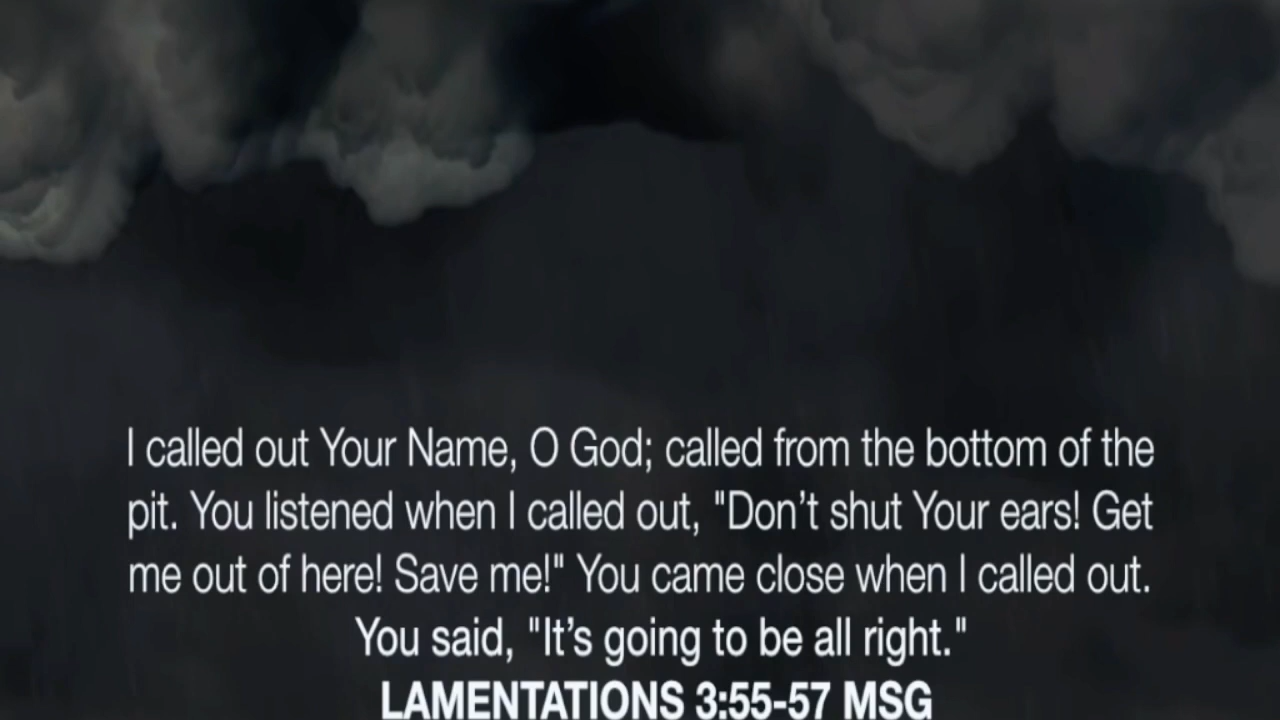 I called out Your Name, O God; called from the bottom of the
pit. You listened when I called out, "Don’t shut Your ears! Get
me out of here! Save me!" You came close when I called out.
You said, "It’s going to be all right."
LAMENTATIONS 3:55-57 MSG